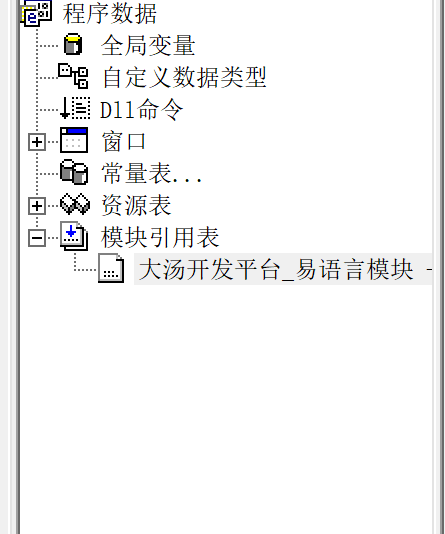 程序数据
全局变量
自定义数据类型
Dll命令
窗口
常量表...
资源表
模块引用表
大汤开发平台_易语言模块 -